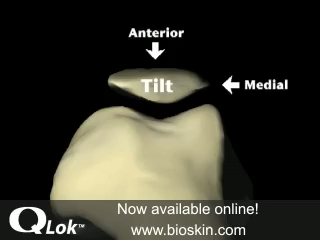 Anterior
Tilt
Medial
Now available online!
QLok™
www.bioskin.com